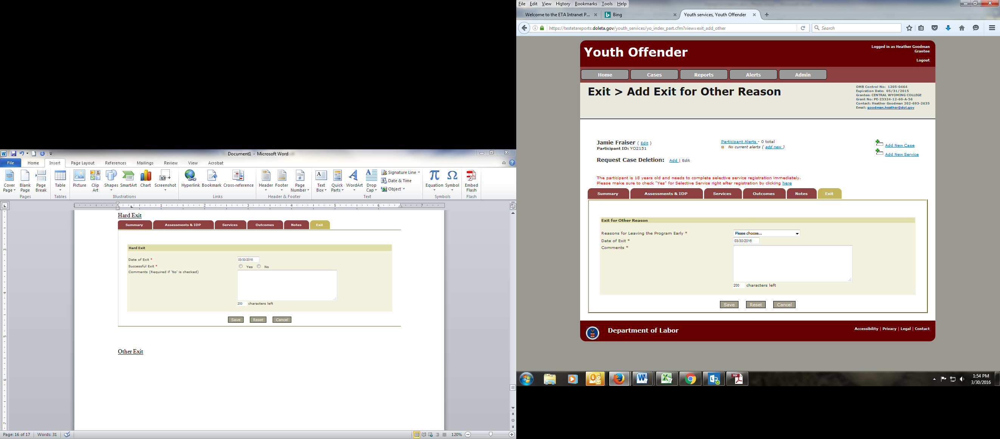 Document1 - Microsoft Word
File Home Insert Page Layout References Mailings Review View Acrobat
Cover Page
Blank Page
Page Break
Table
Picture
Clip Art
Shapes
SmartArt
Chart
Screenshot
Hyperlink
Bookmark
Cross-reference
Header
Footer
Page Number
Text Box
Quick Parts
WordArt
Drop Cap
Signature Line
Date & Time
Object
Equation
Symbol
Embed Flash
Pages Tables Illustrations Links Header & Footer Text Symbols Flash
1 1 2 3 4 5 6 7
Hard Exit
Summary Assessments & IDP Services Outcomes Notes Exit
Hard Exit
Date of Exit * 03/30/2016
Successful Exit * Yes No
Comments (Required if 'No' is checked)
200 characters left
Save Reset Cancel
Other Exit
3
4
5
6
7
Page: 16 of 17 Words: 31 120%
File Edit View History Bookmarks Tools Help
Welcome to the ETA Intranet P... Bing Youth services, Youth Offender
https://testetareports.doleta.gov/youth_services/yo_index_part.cfm?view=exit_add_other Search
Youth Offender
Logged in as Heather Goodman
Grantee
Logout
Home Cases Reports Alerts Admin
Exit > Add Exit for Other Reason
OMB Control No: 1205-0464
Expiration Date: 05/31/2015
Grantee: CENTRAL WYOMING COLLEGE
Grant No: PE-23324-12-60-A-56
Contact: Heather Goodman 202-693-2635
Email: goodman.heather@dol.gov
Jamie Fraiser ( Edit )
Participant ID: YO2151
Participant Alerts - 0 total
No current alerts ( add new )
Add New Case
Add New Service
Request Case Deletion: Add | Edit
The participant is 18 years old and needs to complete selective service registration immediately.
Please make sure to check "Yes" for Selective Service right after registration by clicking here
Summary Assessments & IDP Services Outcomes Notes Exit
Exit for Other Reason
Reasons for Leaving the Program Early * Please choose...
Date of Exit * 03/30/2016
Comments *
200 characters left
Save Reset Cancel
Department of Labor
Accessibility | Privacy | Legal | Contact
1:54 PM
3/30/2016